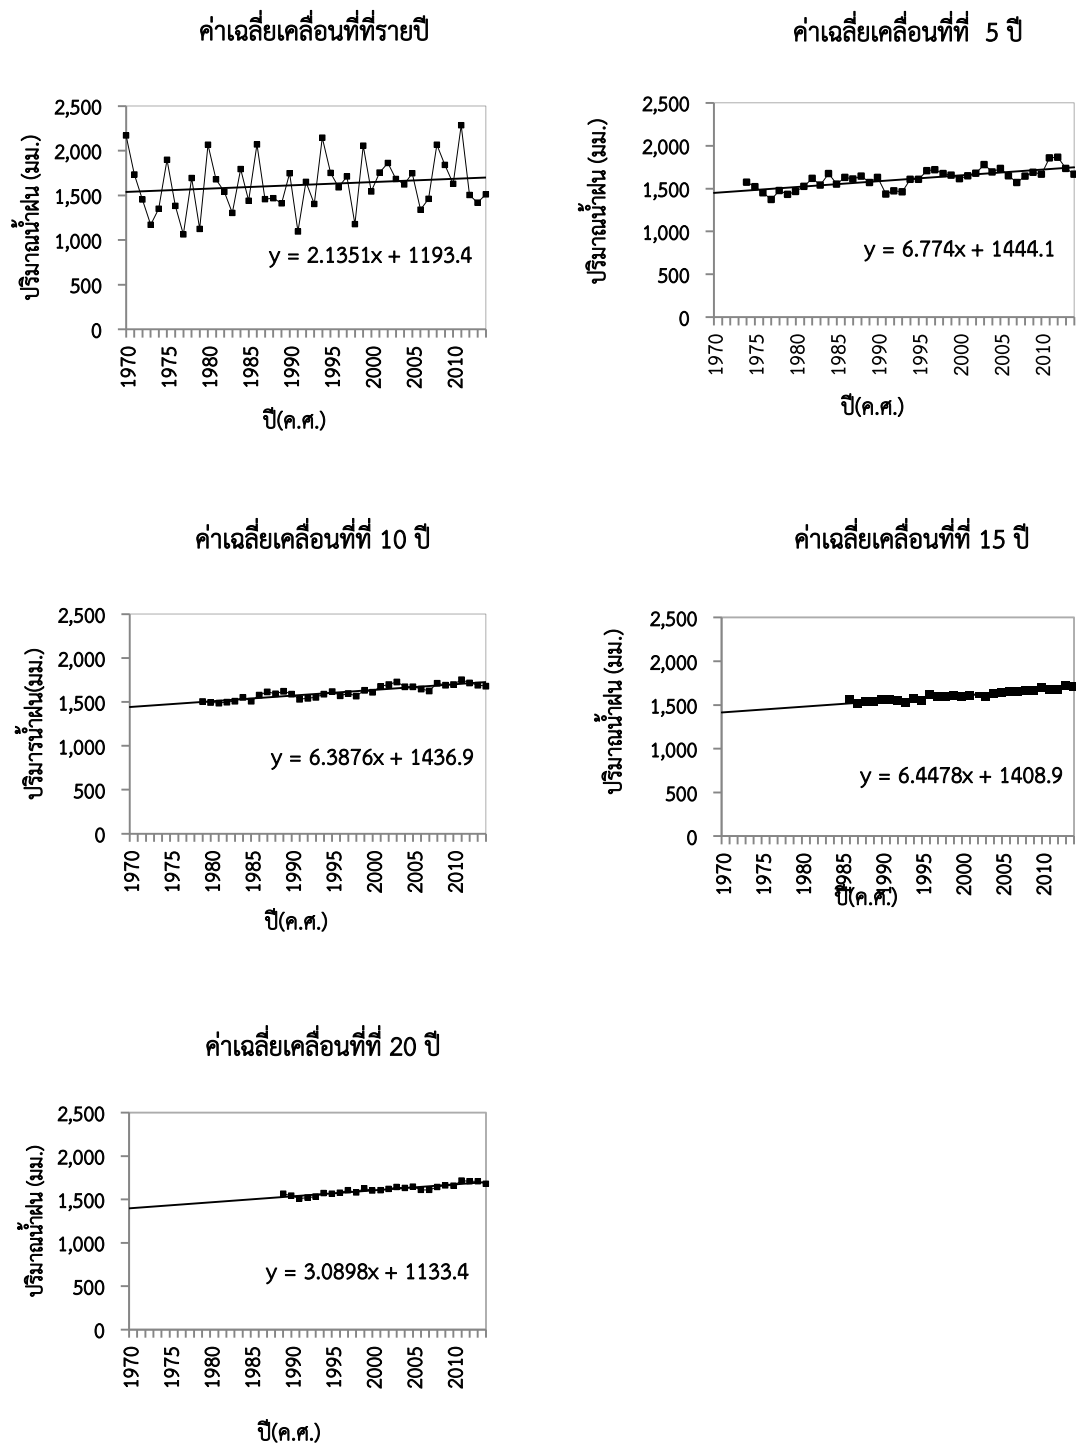 ค่าเฉลี่ยเคลื่อนที่ที่รายปี
2,500
2,000
1,500
1,000
500
0
ปริมาณน้ำฝน (มม.)
y = 2.1351x + 1193.4
1970 1975 1980 1985 1990 1995 2000 2005 2010
ปี(ค.ศ.)
ค่าเฉลี่ยเคลื่อนที่ที่ 5 ปี
2,500
2,000
1,500
1,000
500
0
ปริมาณน้ำฝน (มม.)
y = 6.774x + 1444.1
1970 1975 1980 1985 1990 1995 2000 2005 2010
ปี(ค.ศ.)
ค่าเฉลี่ยเคลื่อนที่ที่ 10 ปี
2,500
2,000
1,500
1,000
500
0
ปริมารน้ำฝน(มม.)
y = 6.3876x + 1436.9
1970 1975 1980 1985 1990 1995 2000 2005 2010
ปี(ค.ศ.)
ค่าเฉลี่ยเคลื่อนที่ที่ 15 ปี
2,500
2,000
1,500
1,000
500
0
ปริมาณน้ำฝน (มม.)
y = 6.4478x + 1408.9
1970 1975 1980 1985 1990 1995 2000 2005 2010
ปี(ค.ศ.)
ค่าเฉลี่ยเคลื่อนที่ที่ 20 ปี
2,500
2,000
1,500
1,000
500
0
ปริมาณน้ำฝน (มม.)
y = 3.0898x + 1133.4
1970 1975 1980 1985 1990 1995 2000 2005 2010
ปี(ค.ศ.)